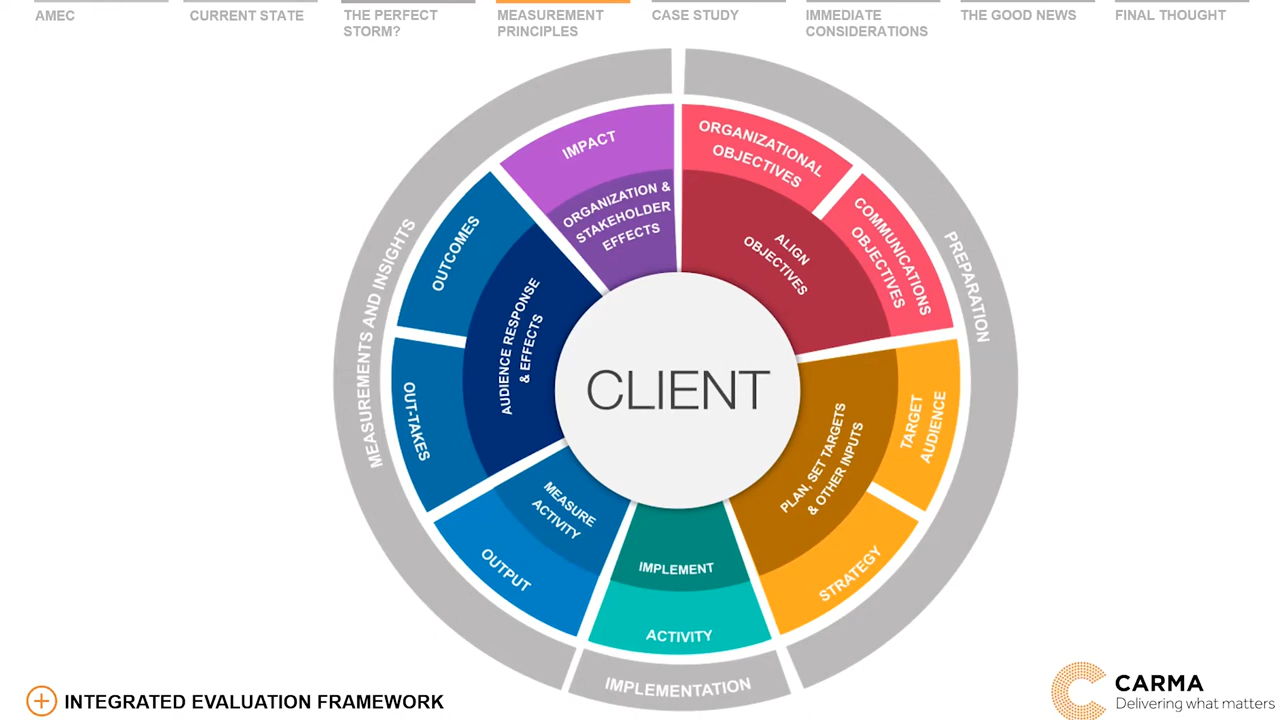 AMEC
CURRENT STATE
THE PERFECT
STORM?
MEASUREMENT
PRINCIPLES
CASE STUDY
IMMEDIATE
CONSIDERATIONS
THE GOOD NEWS
FINAL THOUGHT
PREPARATION
ORGANIZATIONAL
OBJECTIVES
COMMUNICATIONS
OBJECTIVES
ALIGN
OBJECTIVES
TARGET
AUDIENCE
STRATEGY
PLAN, SET TARGETS
& OTHER INPUTS
IMPLEMENTATION
IMPLEMENT
ACTIVITY
MEASUREMENTS AND INSIGHTS
MEASURE
ACTIVITY
OUTPUT
OUT-TAKES
OUTCOMES
AUDIENCE RESPONSE
& EFFECTS
IMPACT
ORGANIZATION &
STAKEHOLDER
EFFECTS
CLIENT
INTEGRATED EVALUATION FRAMEWORK
CARMA
Delivering what matters